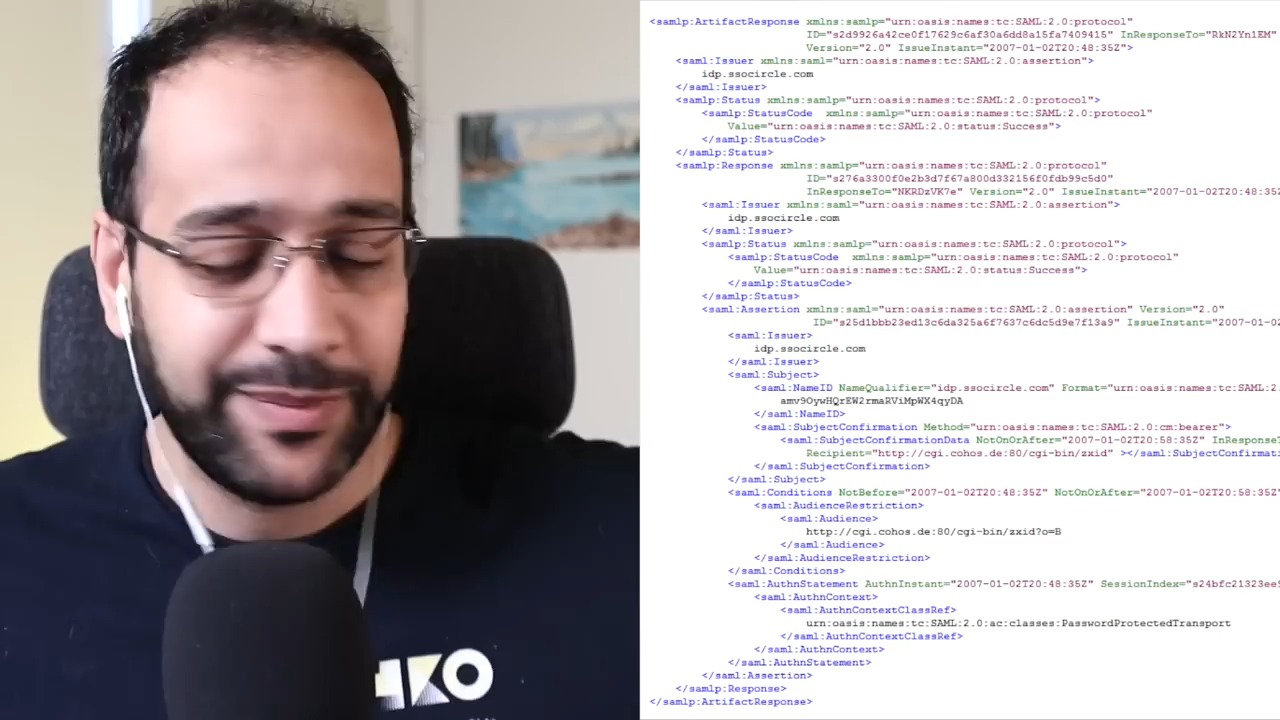 <samlp:ArtifactResponse xmlns:samlp="urn:oasis:names:tc:SAML:2.0:protocol"
ID="s2d9926a42ce0f17629c6af30a6dd8a15fa7409415" InResponseTo="RkN2Yn1EM"
Version="2.0" IssueInstant="2007-01-02T20:48:35Z">
<saml:Issuer xmlns:saml="urn:oasis:names:tc:SAML:2.0:assertion">
idp.ssocircle.com
</saml:Issuer>
<samlp:Status xmlns:samlp="urn:oasis:names:tc:SAML:2.0:protocol">
<samlp:StatusCode xmlns:samlp="urn:oasis:names:tc:SAML:2.0:protocol"
Value="urn:oasis:names:tc:SAML:2.0:status:Success">
</samlp:StatusCode>
</samlp:Status>
<samlp:Response xmlns:samlp="urn:oasis:names:tc:SAML:2.0:protocol"
ID="s276a3300f0e2b3d7f67a800d332156f0fdb99c5d0"
InResponseTo="NKRDzVK7e" Version="2.0" IssueInstant="2007-01-02T20:48:35Z
<saml:Issuer xmlns:saml="urn:oasis:names:tc:SAML:2.0:assertion">
idp.ssocircle.com
</saml:Issuer>
<samlp:Status xmlns:samlp="urn:oasis:names:tc:SAML:2.0:protocol">
<samlp:StatusCode xmlns:samlp="urn:oasis:names:tc:SAML:2.0:protocol"
Value="urn:oasis:names:tc:SAML:2.0:status:Success">
</samlp:StatusCode>
</samlp:Status>
<saml:Assertion xmlns:saml="urn:oasis:names:tc:SAML:2.0:assertion" Version="2.0"
ID="s25d1bbb23ed13c6da325a6f7637c6dc5d9e7f13a9" IssueInstant="2007-01-02
<saml:Issuer>
idp.ssocircle.com
</saml:Issuer>
<saml:Subject>
<saml:NameID NameQualifier="idp.ssocircle.com" Format="urn:oasis:names:tc:SAML:2.
amv9OywHQrEW2rmaRViMpWX4qyDA
</saml:NameID>
<saml:SubjectConfirmation Method="urn:oasis:names:tc:SAML:2.0:cm:bearer">
<saml:SubjectConfirmationData NotOnOrAfter="2007-01-02T20:58:35Z" InResponseT
Recipient="http://cgi.cohos.de:80/cgi-bin/zxid" ></saml:SubjectConfirmati
</saml:SubjectConfirmation>
</saml:Subject>
<saml:Conditions NotBefore="2007-01-02T20:48:35Z" NotOnOrAfter="2007-01-02T20:58:35Z
<saml:AudienceRestriction>
<saml:Audience>
http://cgi.cohos.de:80/cgi-bin/zxid?o=B
</saml:Audience>
</saml:AudienceRestriction>
</saml:Conditions>
<saml:AuthnStatement AuthnInstant="2007-01-02T20:48:35Z" SessionIndex="s24bfc21323ee9
<saml:AuthnContext>
<saml:AuthnContextClassRef>
urn:oasis:names:tc:SAML:2.0:ac:classes:PasswordProtectedTransport
</saml:AuthnContextClassRef>
</saml:AuthnContext>
</saml:AuthnStatement>
</saml:Assertion>
</samlp:Response>
</samlp:ArtifactResponse>